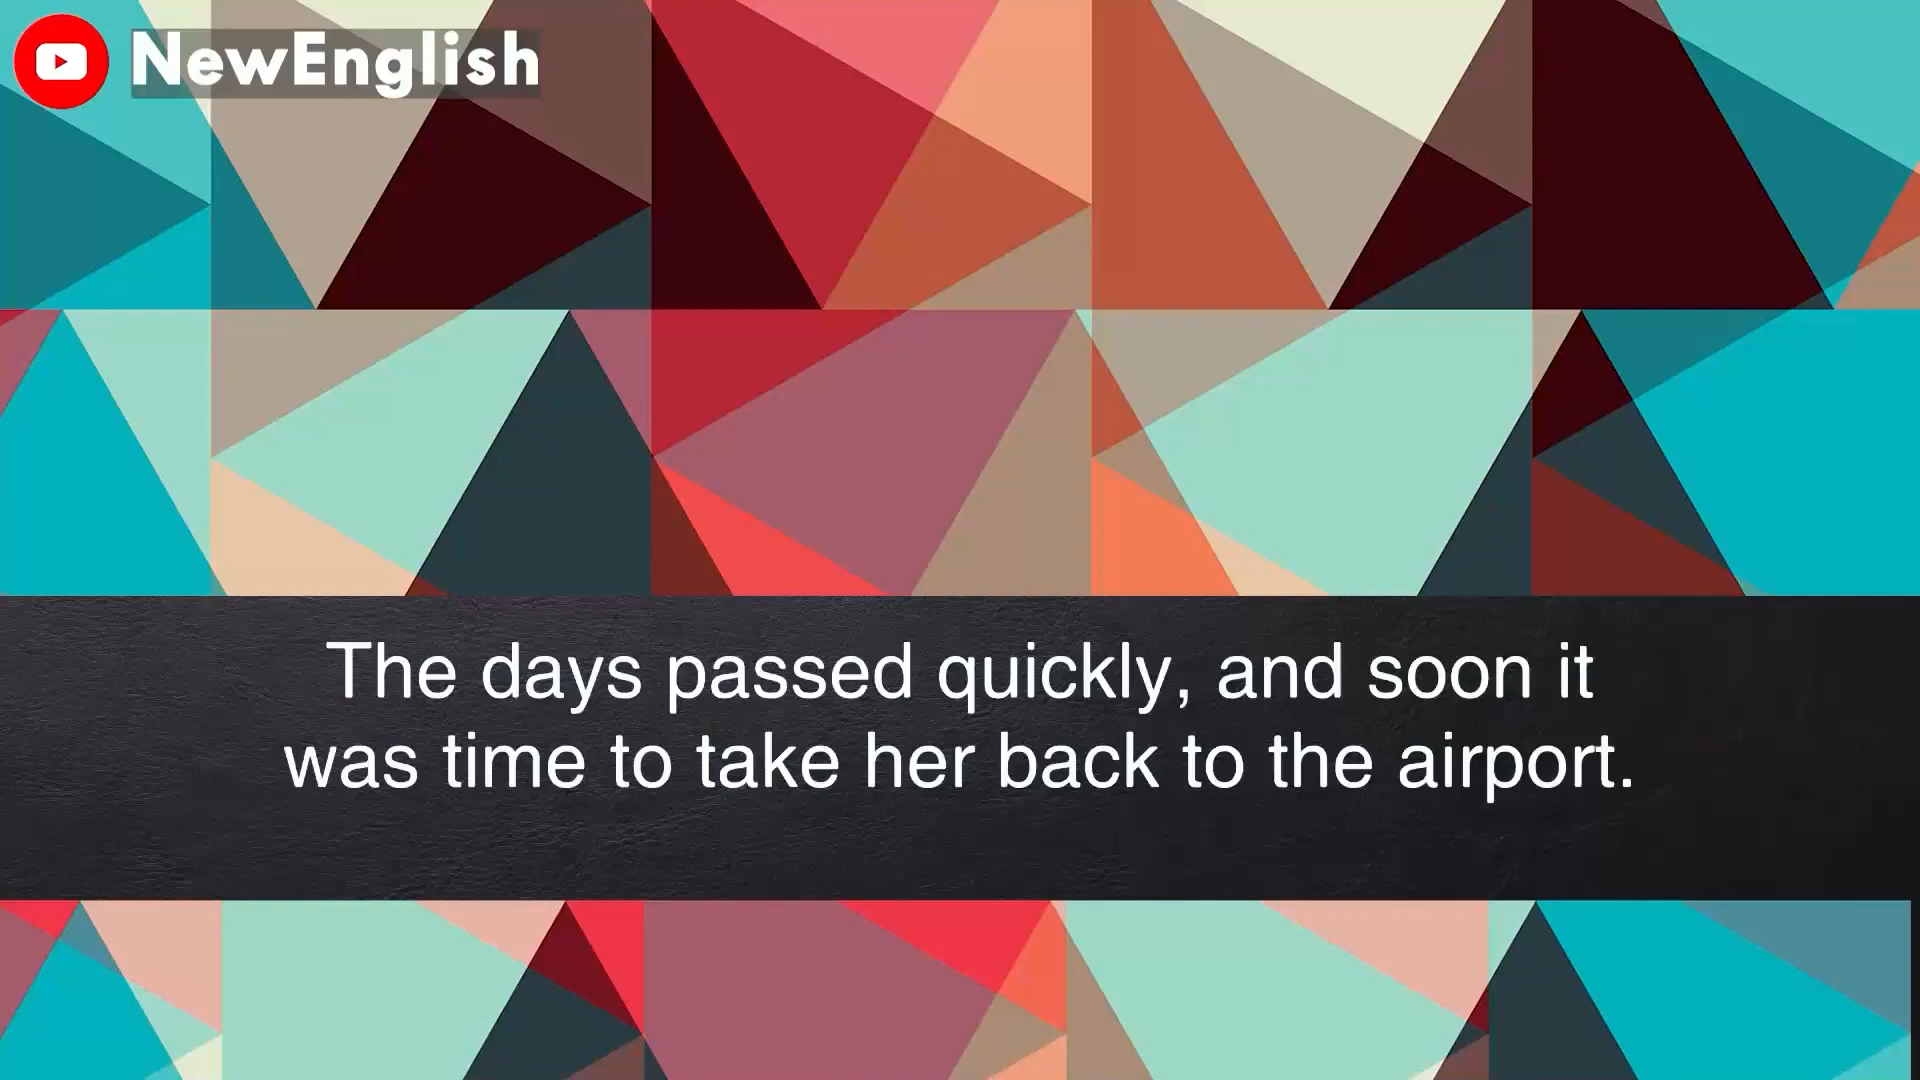 NewEnglish
The days passed quickly, and soon it
was time to take her back to the airport.